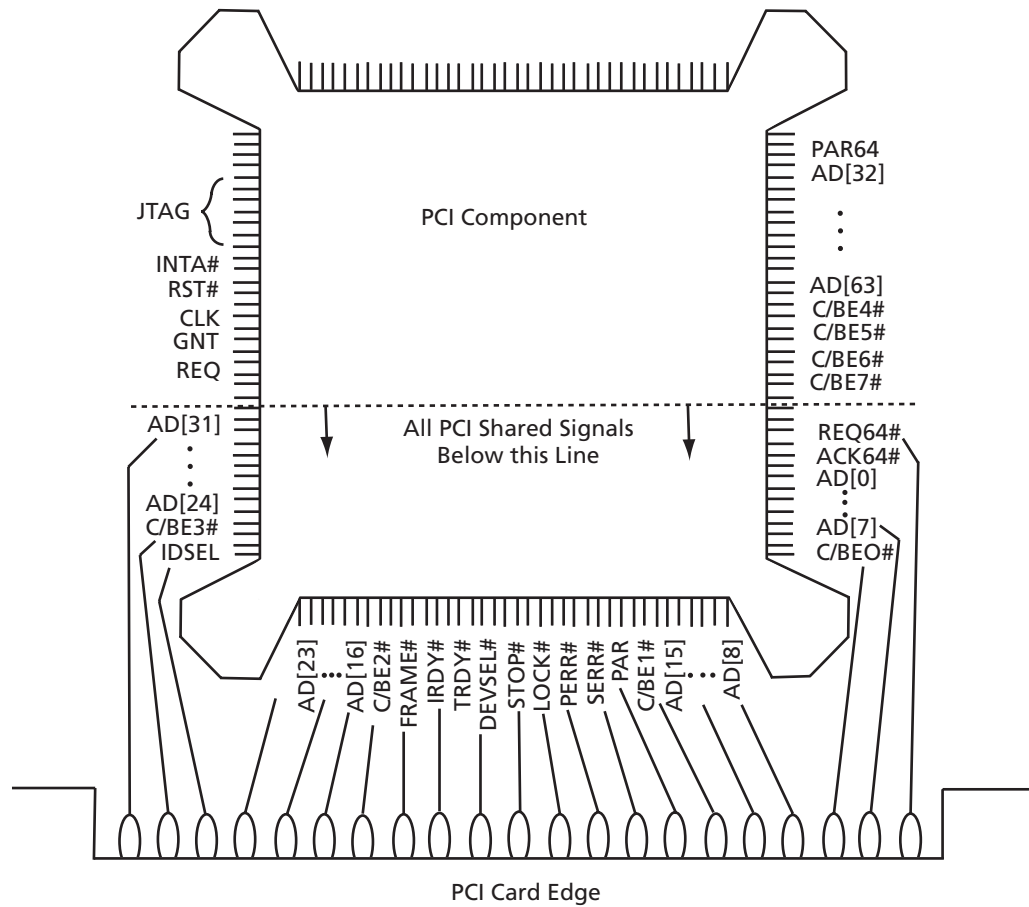 PAR64
AD[32]
JTAG
PCI Component
INTA#
RST#
CLK
GNT
REQ
AD[63]
C/BE4#
C/BE5#
C/BE6#
C/BE7#
All PCI Shared Signals
Below this Line
AD[31]
AD[24]
C/BE3#
IDSEL
REQ64#
ACK64#
AD[0]
AD[7]
C/BEO#
AD[23]
AD[16]
C/BE2#
FRAME#
IRDY#
TRDY#
DEVSEL#
STOP#
LOCK#
PERR#
SERR#
PAR
C/BE1#
AD[15]
AD[8]
PCI Card Edge